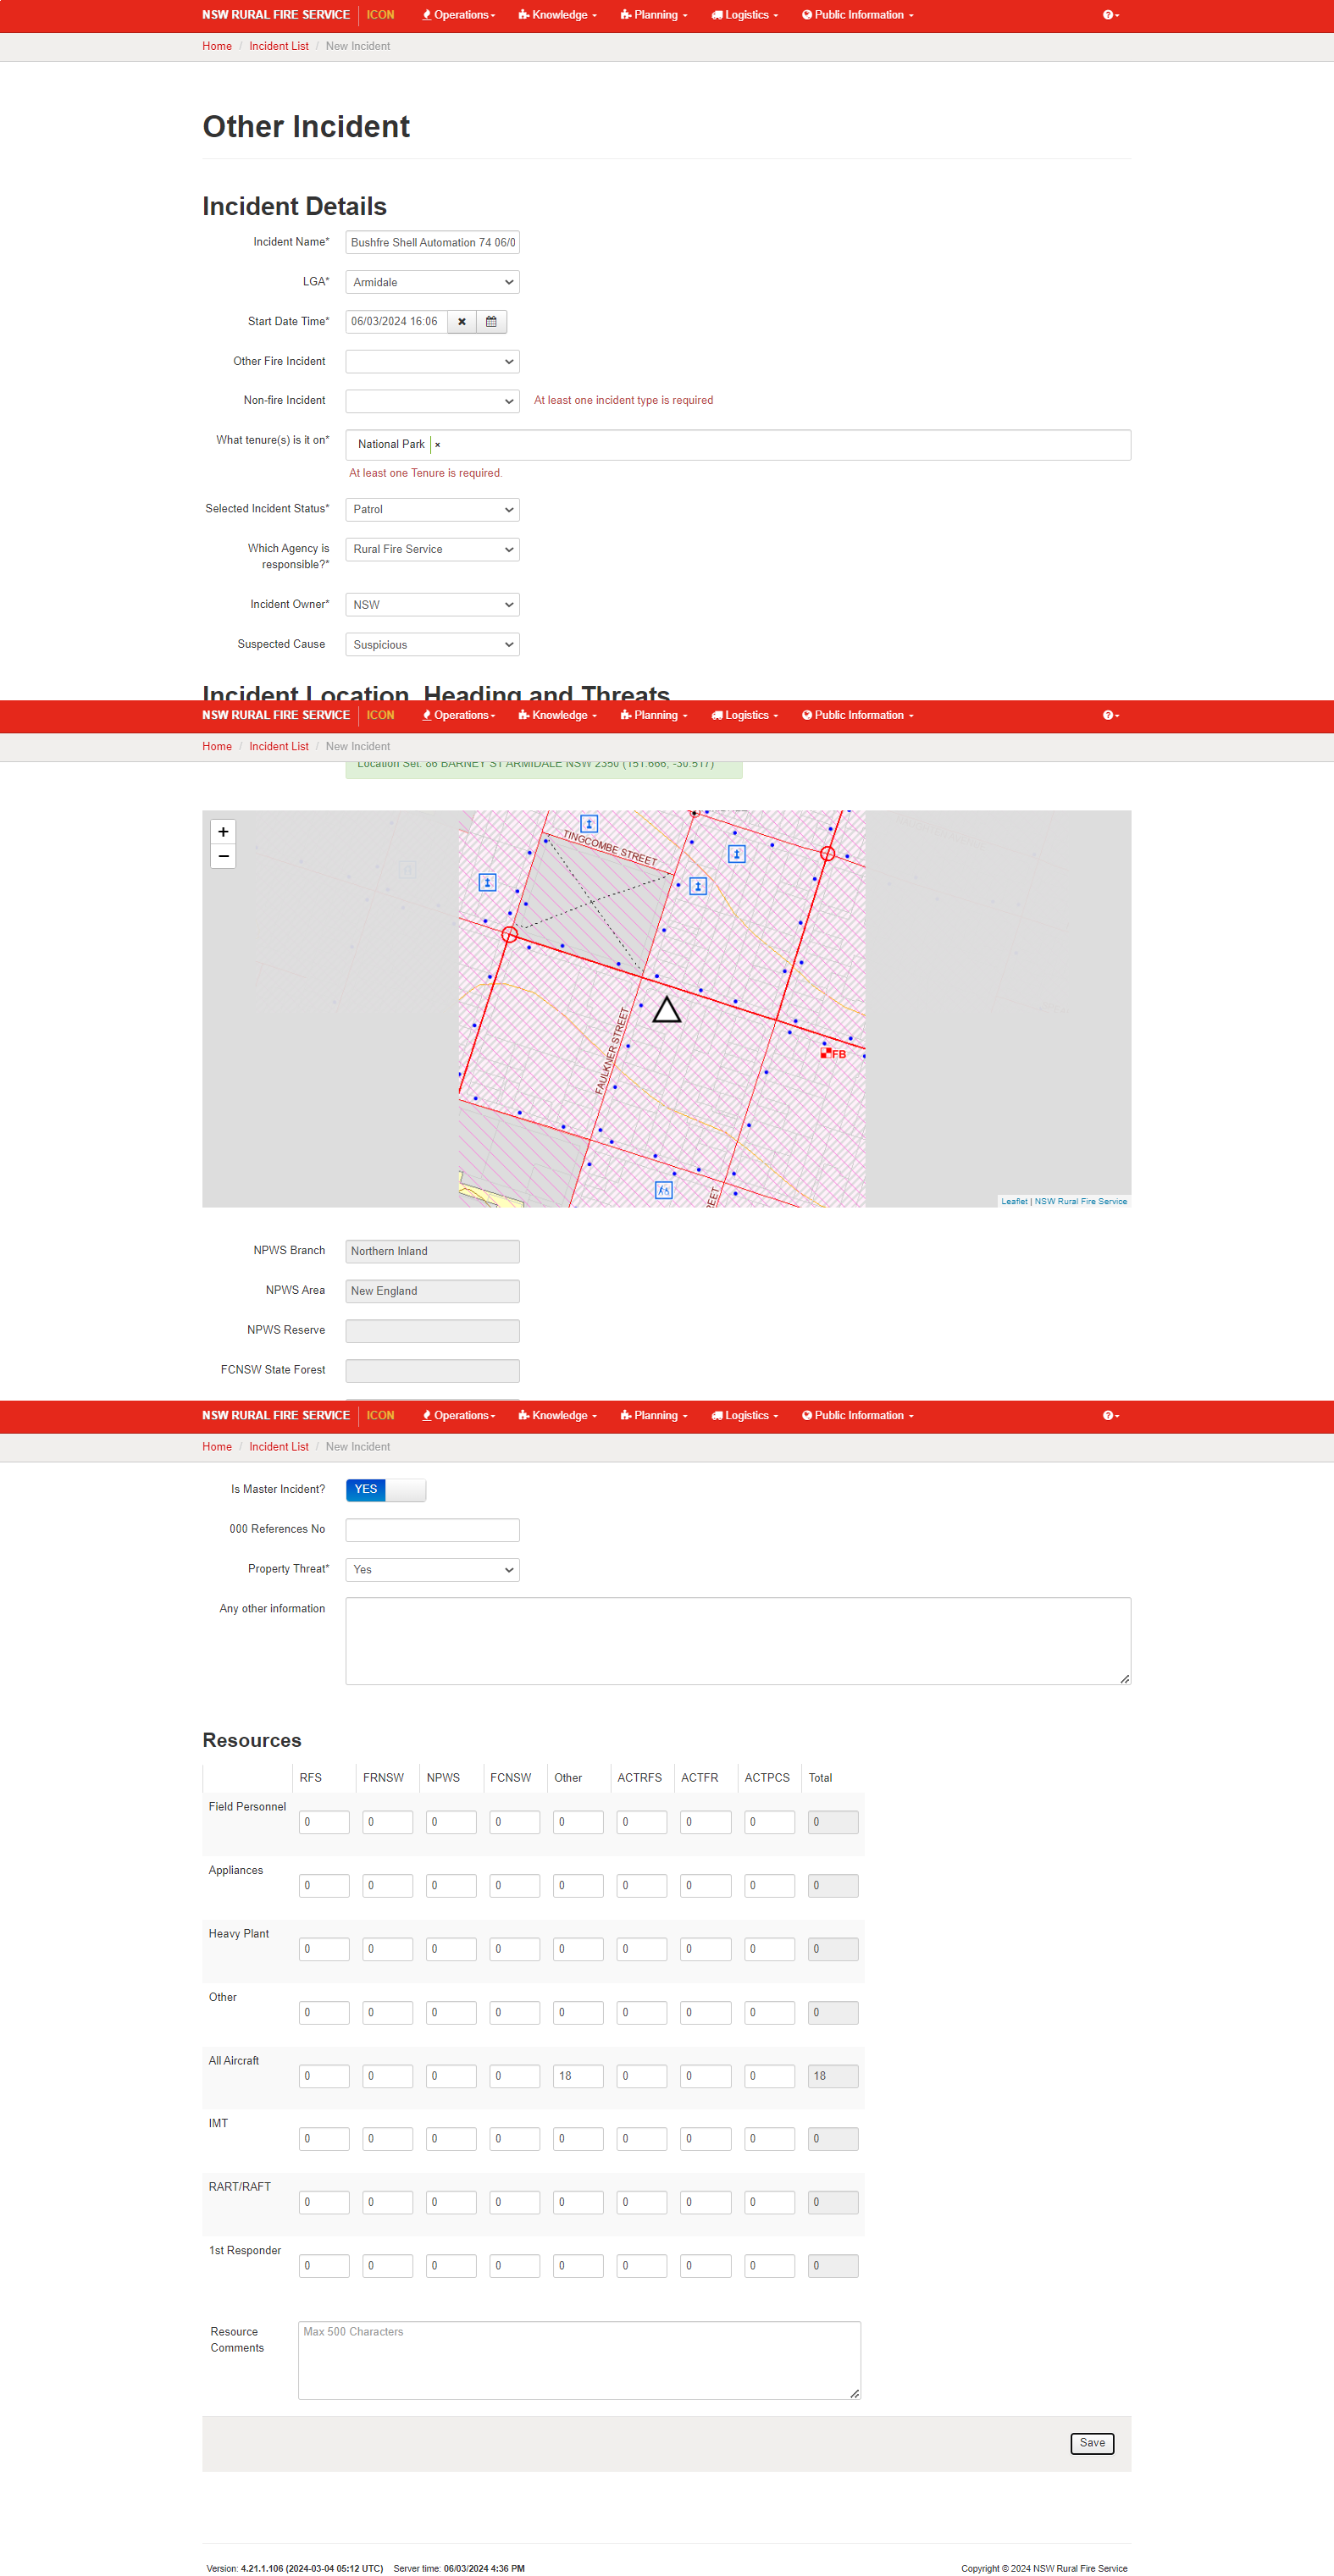 NSW RURAL FIRE SERVICE ICON Operations Knowledge Planning Logistics Public Information
Home / Incident List / New Incident
Other Incident
Incident Details
Incident Name* Bushfre Shell Automation 74 06/0
LGA* Armidale
Start Date Time* 06/03/2024 16:06
Other Fire Incident
Non-fire Incident At least one incident type is required
What tenure(s) is it on* National Park ×
At least one Tenure is required.
Selected Incident Status* Patrol
Which Agency is
responsible?* Rural Fire Service
Incident Owner* NSW
Suspected Cause Suspicious
Incident Location, Heading and Threats
NSW RURAL FIRE SERVICE ICON Operations Knowledge Planning Logistics Public Information
Home / Incident List / New Incident
Location Set: 86 BARNEY ST ARMIDALE NSW 2350 (151.666, -30.517)
+
−
TINGCOMBE STREET
FAULKNER STREET
FB
EET
Leaflet | NSW Rural Fire Service
NPWS Branch Northern Inland
NPWS Area New England
NPWS Reserve
FCNSW State Forest
NSW RURAL FIRE SERVICE ICON Operations Knowledge Planning Logistics Public Information
Home / Incident List / New Incident
Is Master Incident? YES
000 References No
Property Threat* Yes
Any other information
Resources
RFS FRNSW NPWS FCNSW Other ACTRFS ACTFR ACTPCS Total
Field Personnel 0 0 0 0 0 0 0 0 0
Appliances 0 0 0 0 0 0 0 0 0
Heavy Plant 0 0 0 0 0 0 0 0 0
Other 0 0 0 0 0 0 0 0 0
All Aircraft 0 0 0 0 18 0 0 0 18
IMT 0 0 0 0 0 0 0 0 0
RART/RAFT 0 0 0 0 0 0 0 0 0
1st Responder 0 0 0 0 0 0 0 0 0
Resource
Comments
Max 500 Characters
Save
Version: 4.21.1.106 (2024-03-04 05:12 UTC) Server time: 06/03/2024 4:36 PM Copyright © 2024 NSW Rural Fire Service